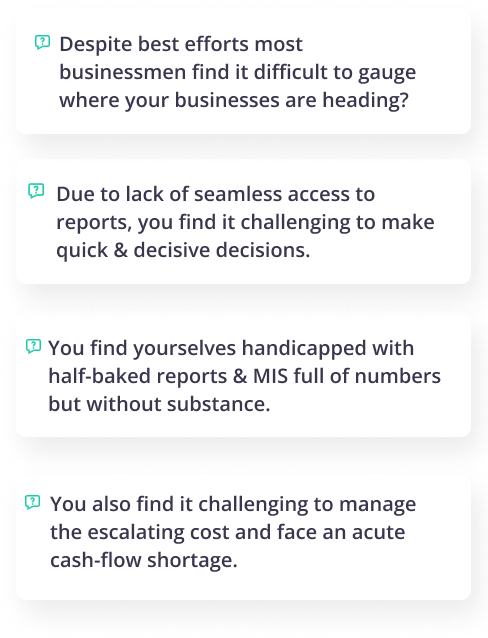 Despite best efforts most
businessmen find it difficult to gauge
where your businesses are heading?
Due to lack of seamless access to
reports, you find it challenging to make
quick & decisive decisions.
You find yourselves handicapped with
half-baked reports & MIS full of numbers
but without substance.
You also find it challenging to manage
the escalating cost and face an acute
cash-flow shortage.